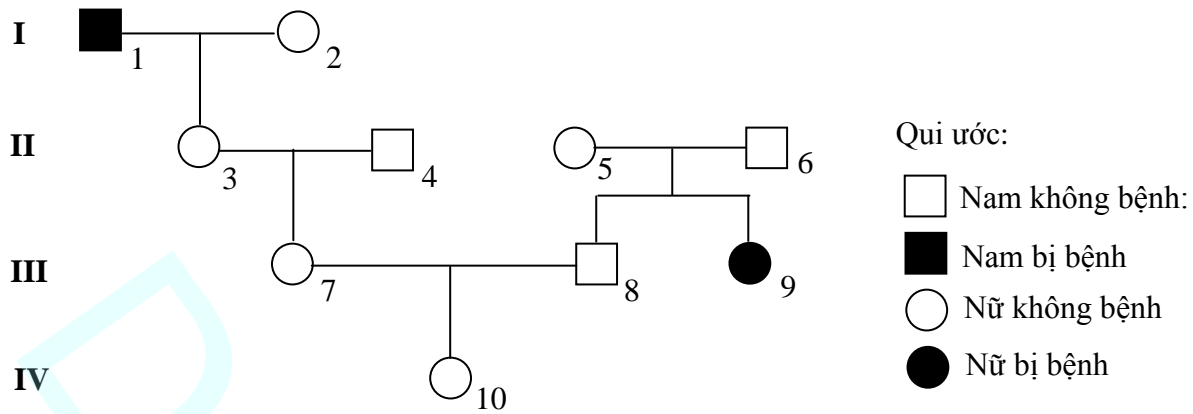 I
1
2
II
3
4
5
6
Qui ước:
Nam không bệnh:
Nam bị bệnh
Nữ không bệnh
Nữ bị bệnh
III
7
8
9
IV
10